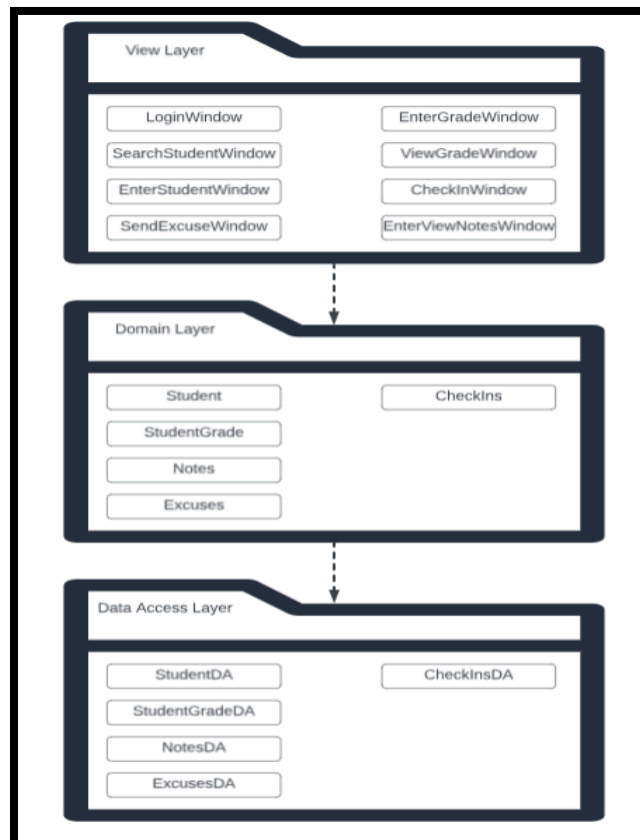 View Layer
LoginWindow
EnterGradeWindow
SearchStudentWindow
ViewGradeWindow
EnterStudentWindow
CheckInWindow
SendExcuseWindow
EnterViewNotesWindow
Domain Layer
Student
CheckIns
StudentGrade
Notes
Excuses
Data Access Layer
StudentDA
CheckInsDA
StudentGradeDA
NotesDA
ExcusesDA